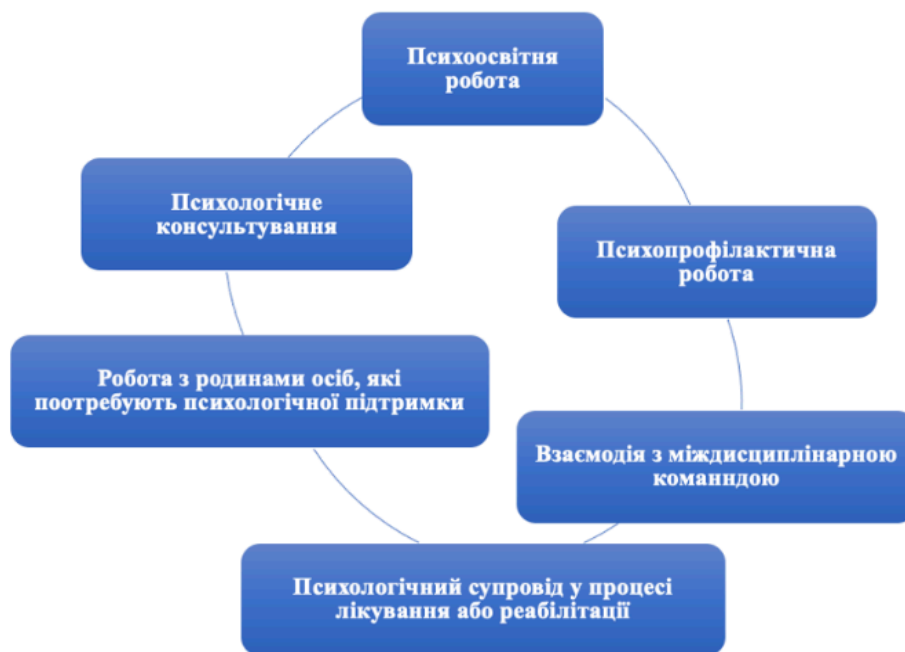 Психоосвітня
робота
Психологічне
консультування
Психопрофілактична
робота
Робота з родинами осіб, які
поотребують психологічної підтримки
Взаємодія з міждисциплінарною
команндою
Психологічний супровід у процесі
лікування або реабілітації